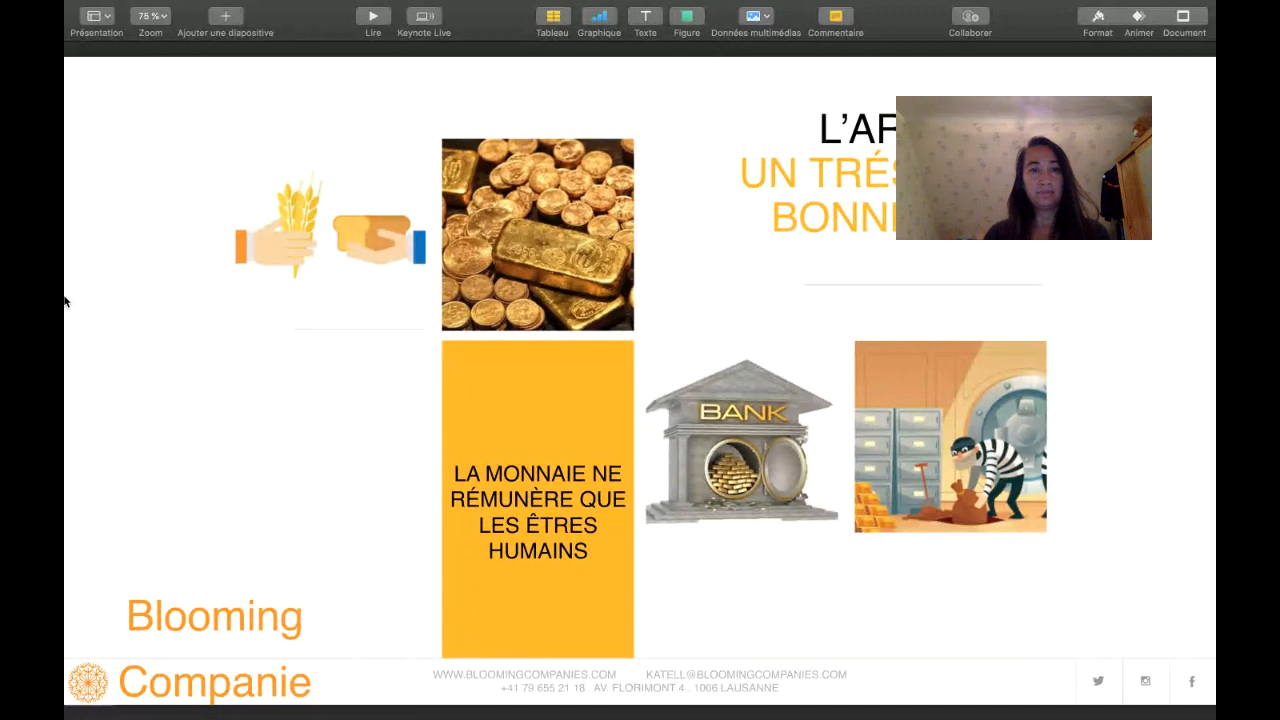 Présentation
75 %
Zoom
Ajouter une diapositive
Lire
Keynote Live
Tableau
Graphique
T
Texte
Figure
Données multimédias
Commentaire
Collaborer
Format
Animer
Document
L’AR
UN TRÉS
BONN
BANK
LA MONNAIE NE
RÉMUNÈRE QUE
LES ÊTRES
HUMAINS
Blooming
Companie
WWW.BLOOMINGCOMPANIES.COM KATELL@BLOOMINGCOMPANIES.COM
+41 79 655 21 18 . AV. FLORIMONT 4 . 1006 LAUSANNE